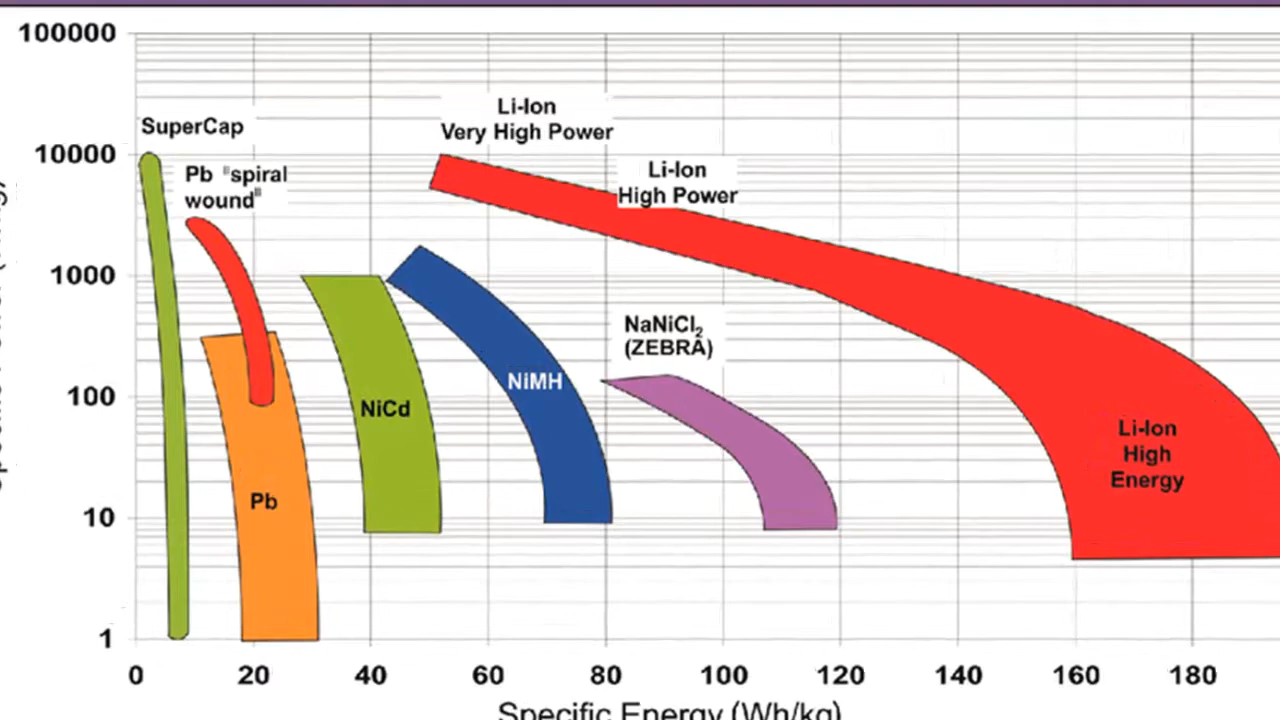 100000
10000
1000
100
10
1
SuperCap
Pb "spiral
wound"
Li-Ion
Very High Power
Li-Ion
High Power
NaNiCl₂
(ZEBRA)
NiMH
NiCd
Pb
Li-Ion
High
Energy
0 20 40 60 80 100 120 140 160 180
Specific Energy (Wh/kg)